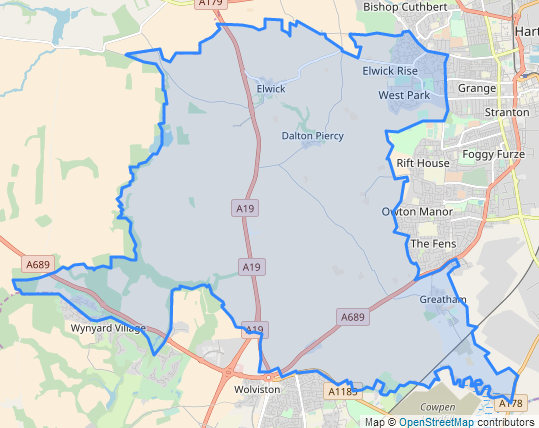 A179
Bishop Cuthbert
Hart
Elwick Rise
Elwick
West Park
Grange
Stranton
Dalton Piercy
Foggy Furze
Rift House
A19
Owton Manor
The Fens
A689
A19
Greatham
A689
Wynyard Village
A19
Wolviston
A1185
A178
Cowpen
Map © OpenStreetMap contributors